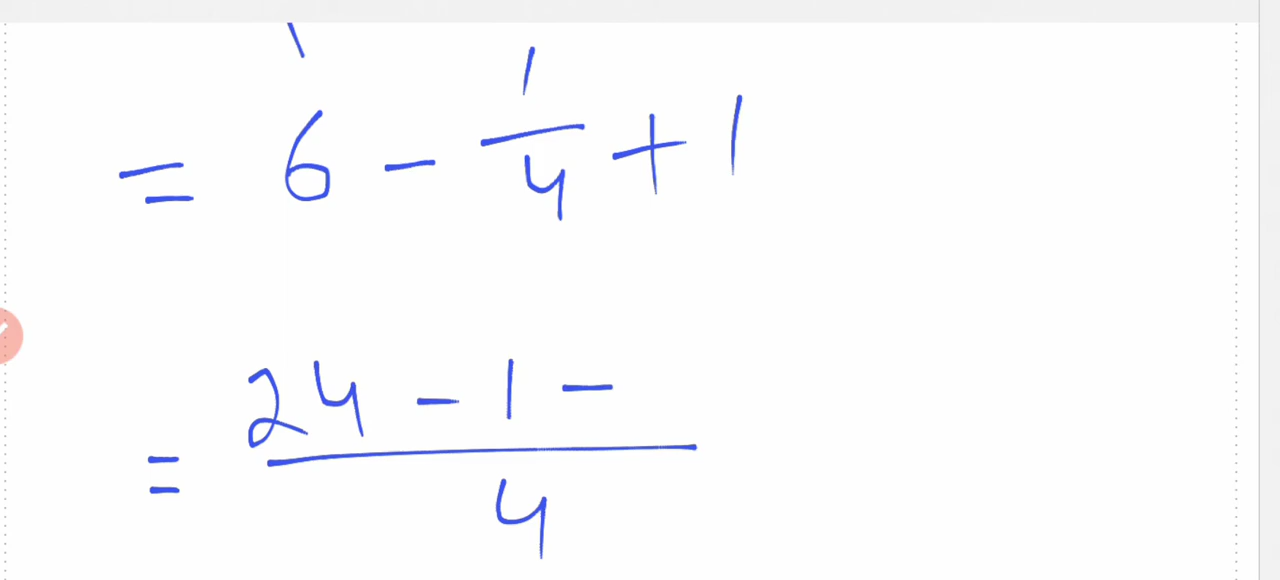 = 6 - 1/4 + 1
= 24 - 1 - / 4